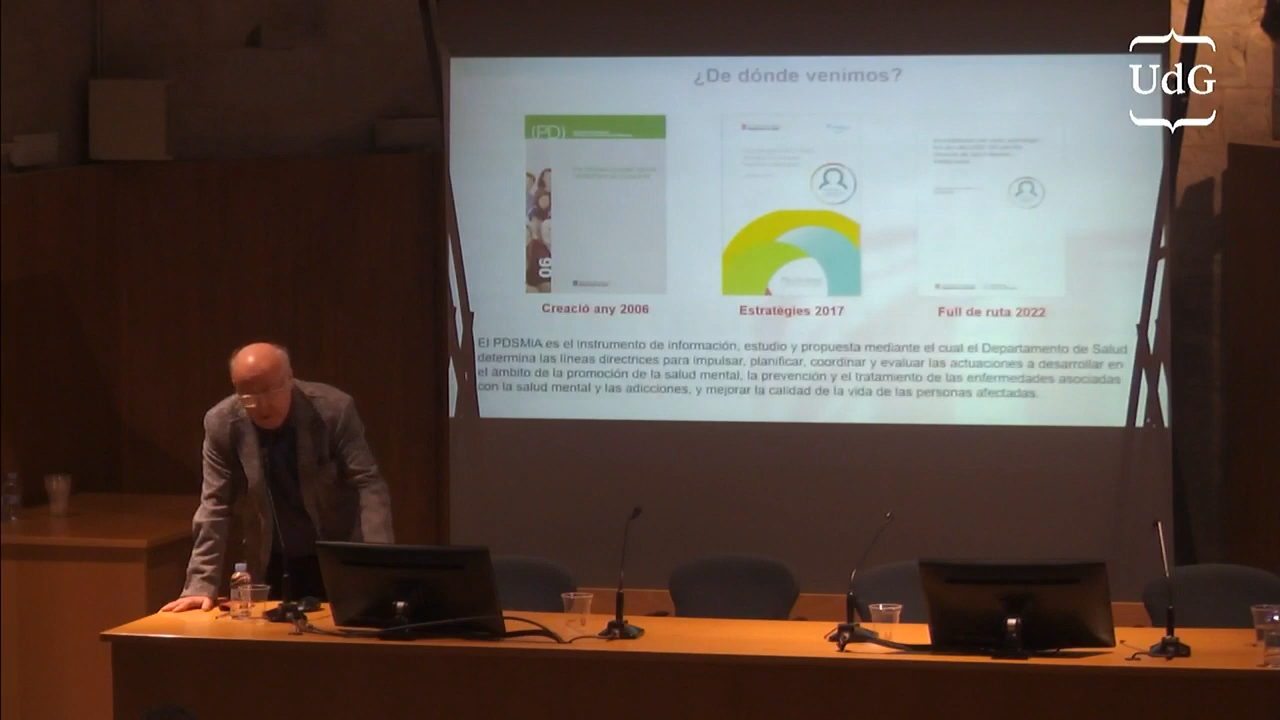 ¿De dónde venimos?
UdG
(PD)
06
Creació any 2006
Estratègies 2017
Full de ruta 2022
El PDSMiA es el Instrumento de información, estudio y propuesta mediante el cual el Departamento de Salud
determina las líneas directrices para impulsar, planificar, coordinar y evaluar las actuaciones a desarrollar en
el ámbito de la promoción de la salud mental, la prevención y el tratamiento de las enfermedades asociadas
con la salud mental y las adicciones, y mejorar la calidad de la vida de las personas afectadas.